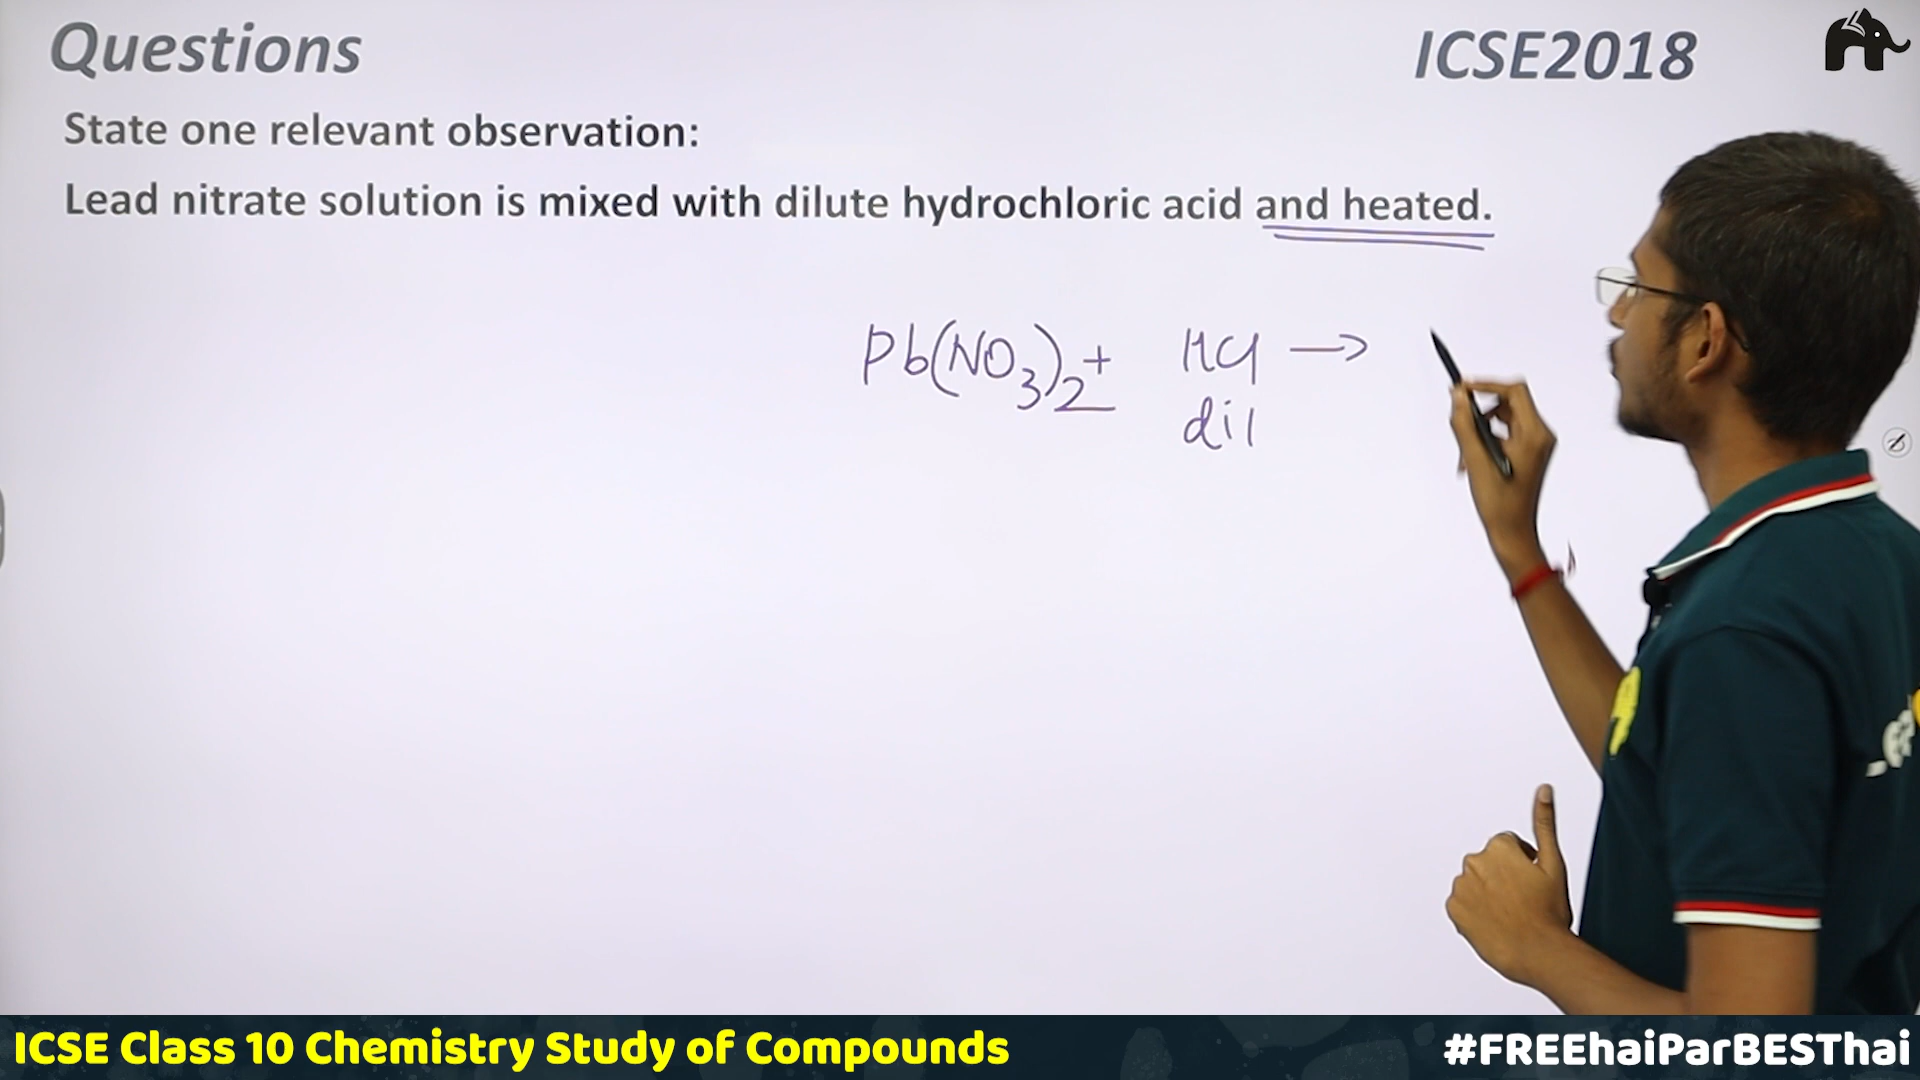 Questions
ICSE2018
State one relevant observation:
Lead nitrate solution is mixed with dilute hydrochloric acid and heated.
Pb(NO3)2 + HCl →
dil
ICSE Class 10 Chemistry Study of Compounds
#FREEhaiParBESThai